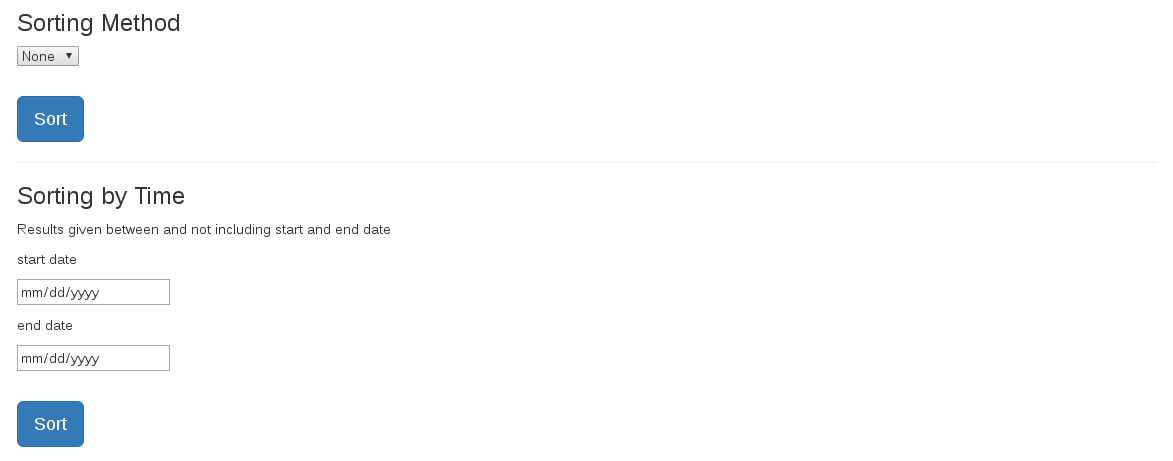 Sorting Method
None
Sort
Sorting by Time
Results given between and not including start and end date
start date
mm/dd/yyyy
end date
mm/dd/yyyy
Sort